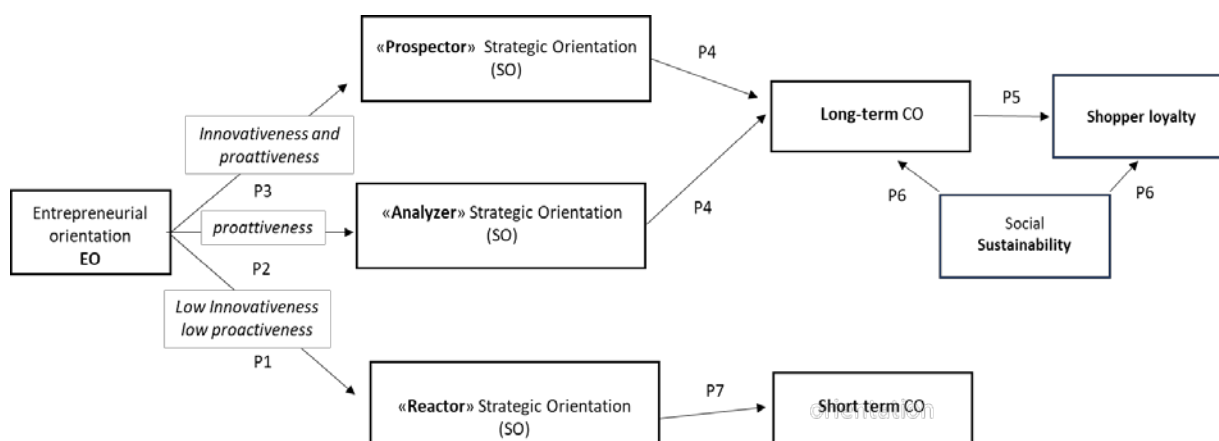 «Prospector» Strategic Orientation
(SO)
P4
Long-term CO
P5
Shopper loyalty
Innovativeness and
proattiveness
P3
P6
P6
Entrepreneurial
orientation
EO
proattiveness
«Analyzer» Strategic Orientation
(SO)
P4
Social
Sustainability
P2
Low Innovativeness
low proactiveness
P1
«Reactor» Strategic Orientation
(SO)
P7
Short term CO
orientation